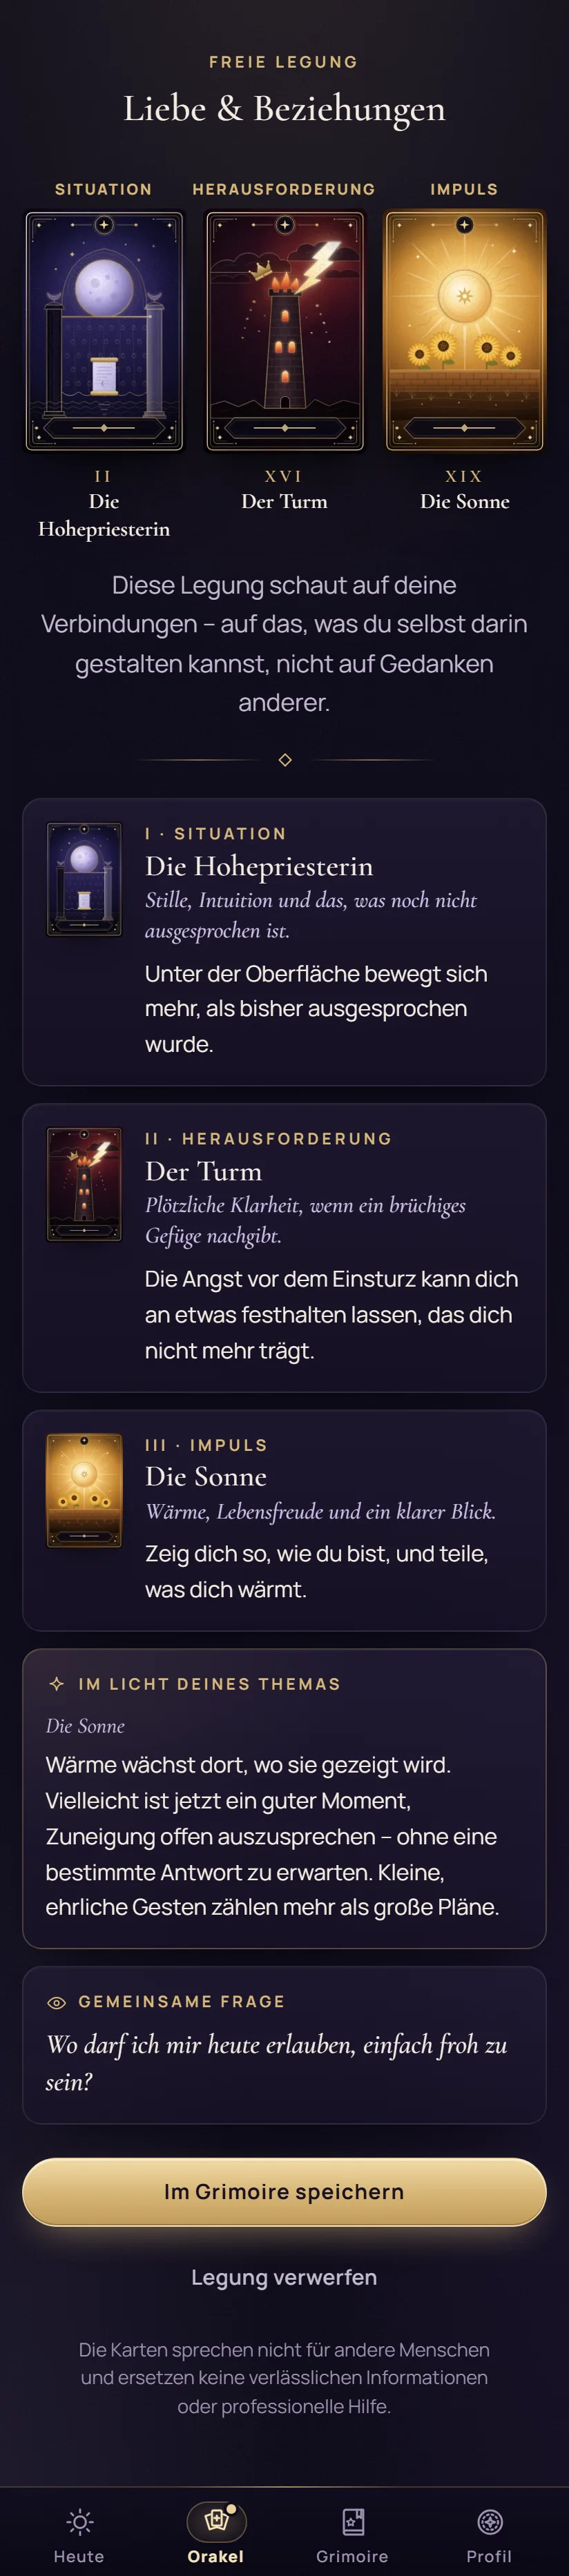 FREIE LEGUNG
Liebe & Beziehungen
SITUATION
HERAUSFORDERUNG
IMPULS
II
Die
Hohepriesterin
XVI
Der Turm
XIX
Die Sonne
Diese Legung schaut auf deine
Verbindungen – auf das, was du selbst darin
gestalten kannst, nicht auf Gedanken
anderer.
I · SITUATION
Die Hohepriesterin
Stille, Intuition und das, was noch nicht
ausgesprochen ist.
Unter der Oberfläche bewegt sich
mehr, als bisher ausgesprochen
wurde.
II · HERAUSFORDERUNG
Der Turm
Plötzliche Klarheit, wenn ein brüchiges
Gefüge nachgibt.
Die Angst vor dem Einsturz kann dich
an etwas festhalten lassen, das dich
nicht mehr trägt.
III · IMPULS
Die Sonne
Wärme, Lebensfreude und ein klarer Blick.
Zeig dich so, wie du bist, und teile,
was dich wärmt.
IM LICHT DEINES THEMAS
Die Sonne
Wärme wächst dort, wo sie gezeigt wird.
Vielleicht ist jetzt ein guter Moment,
Zuneigung offen auszusprechen – ohne eine
bestimmte Antwort zu erwarten. Kleine,
ehrliche Gesten zählen mehr als große Pläne.
GEMEINSAME FRAGE
Wo darf ich mir heute erlauben, einfach froh zu
sein?
Im Grimoire speichern
Legung verwerfen
Die Karten sprechen nicht für andere Menschen
und ersetzen keine verlässlichen Informationen
oder professionelle Hilfe.
Heute
Orakel
Grimoire
Profil